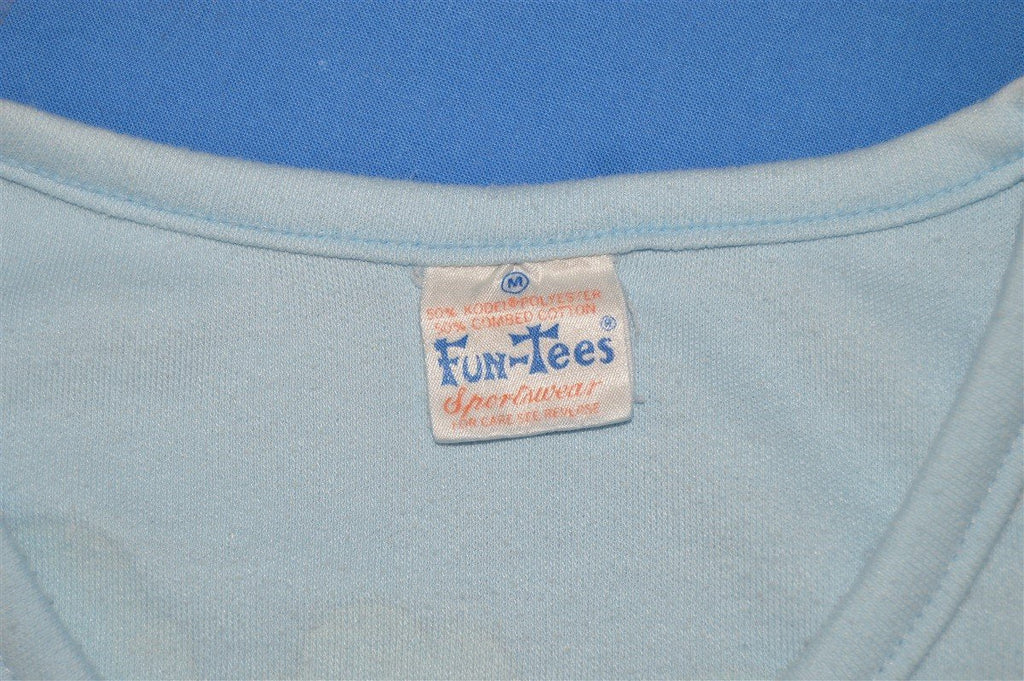 M
50% KODEL® POLYESTER
50% COMBED COTTON
FUN-TEES®
Sportswear
FOR CARE SEE REVERSE